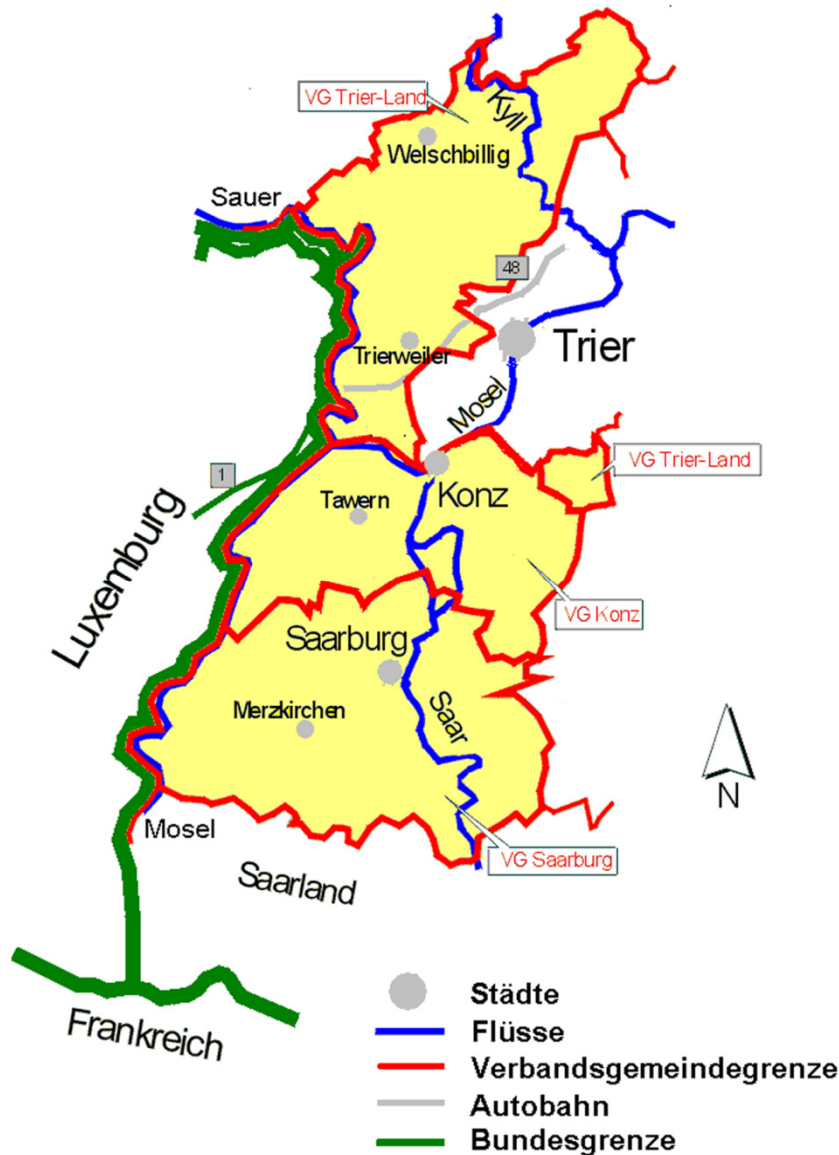 VG Trier-Land
Kyll
Welschbillig
Sauer
48
Trierweiler
Trier
Mosel
VG Trier-Land
1
Tawern
Konz
Luxemburg
VG Konz
Saarburg
Merzkirchen
Saar
N
Mosel
VG Saarburg
Saarland
Frankreich
Städte
Flüsse
Verbandsgemeindegrenze
Autobahn
Bundesgrenze